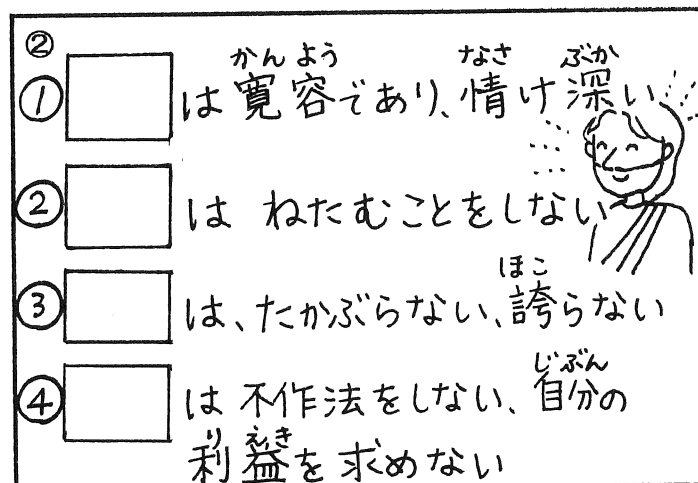 ②
① は寛容であり、情け深い
かんよう なさ ぶか
② は ねたむことをしない
③ は、たかぶらない、誇らない
ほこ
④ は不作法をしない、自分の
じぶん
利益を求めない
りえき